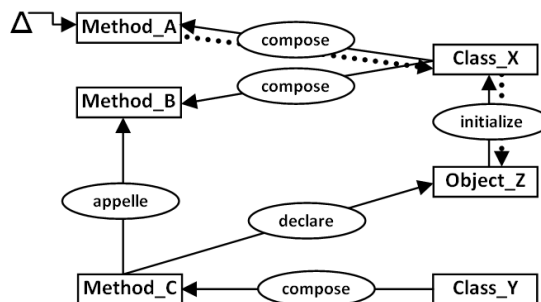 Δ
Method_A
compose
Class_X
compose
Method_B
initialize
Object_Z
appelle
declare
Method_C
compose
Class_Y